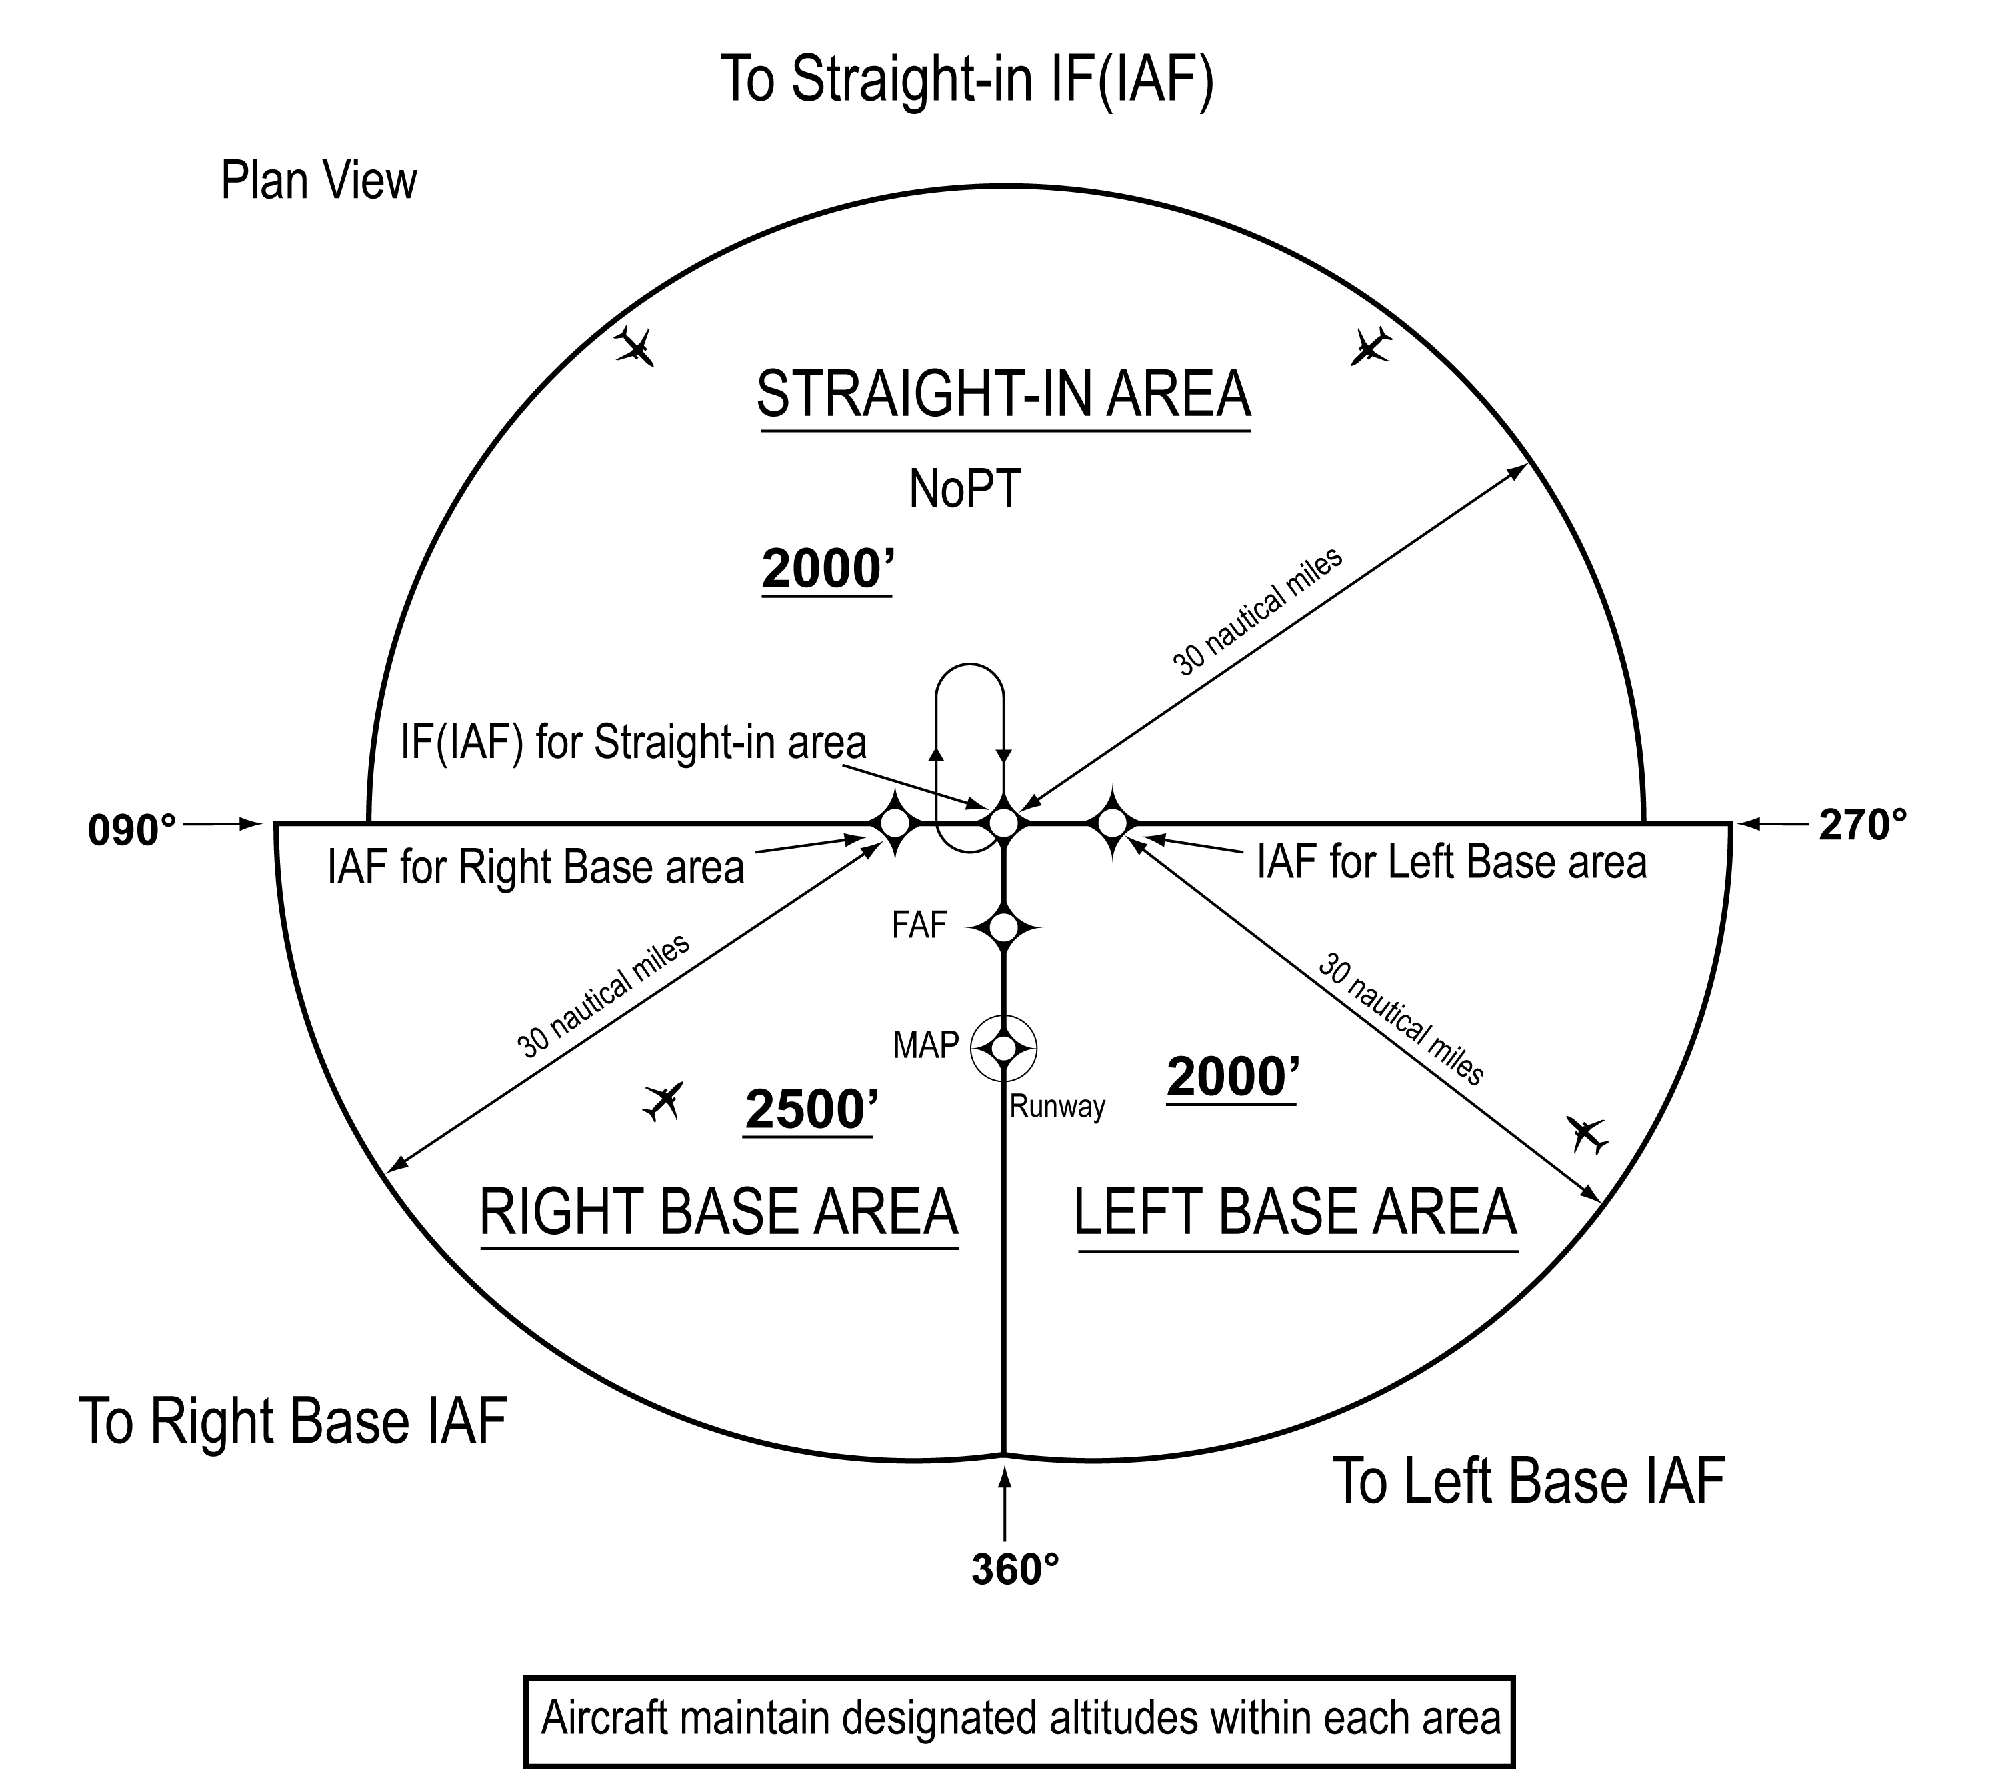 To Straight-in IF(IAF)
Plan View
STRAIGHT-IN AREA
NoPT
2000’
30 nautical miles
IF(IAF) for Straight-in area
090°
270°
IAF for Right Base area
IAF for Left Base area
FAF
30 nautical miles
30 nautical miles
MAP
2000’
2500’
Runway
RIGHT BASE AREA
LEFT BASE AREA
To Right Base IAF
To Left Base IAF
360°
Aircraft maintain designated altitudes within each area